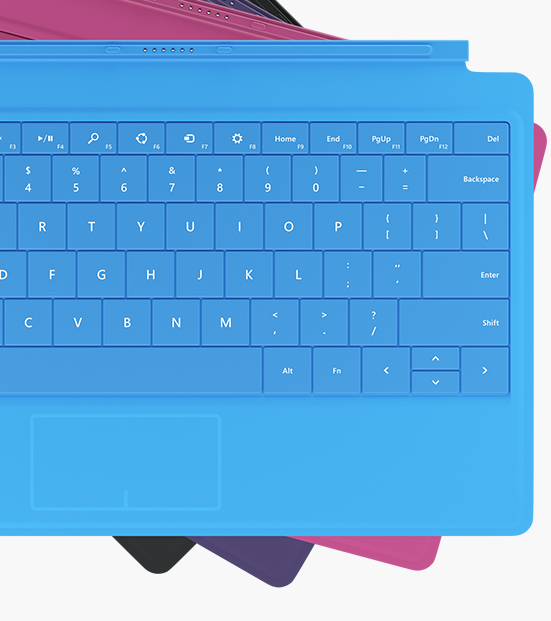 F3 F4 F5 F6 F7 F8 Home F9 End F10 PgUp F11 PgDn F12 Del
$ % ^ & * ( ) — +
4 5 6 7 8 9 0 - = Backspace
R T Y U I O P { } |
[ ] \
D F G H J K L : " Enter
; '
C V B N M < > ? Shift
, . /
Alt Fn